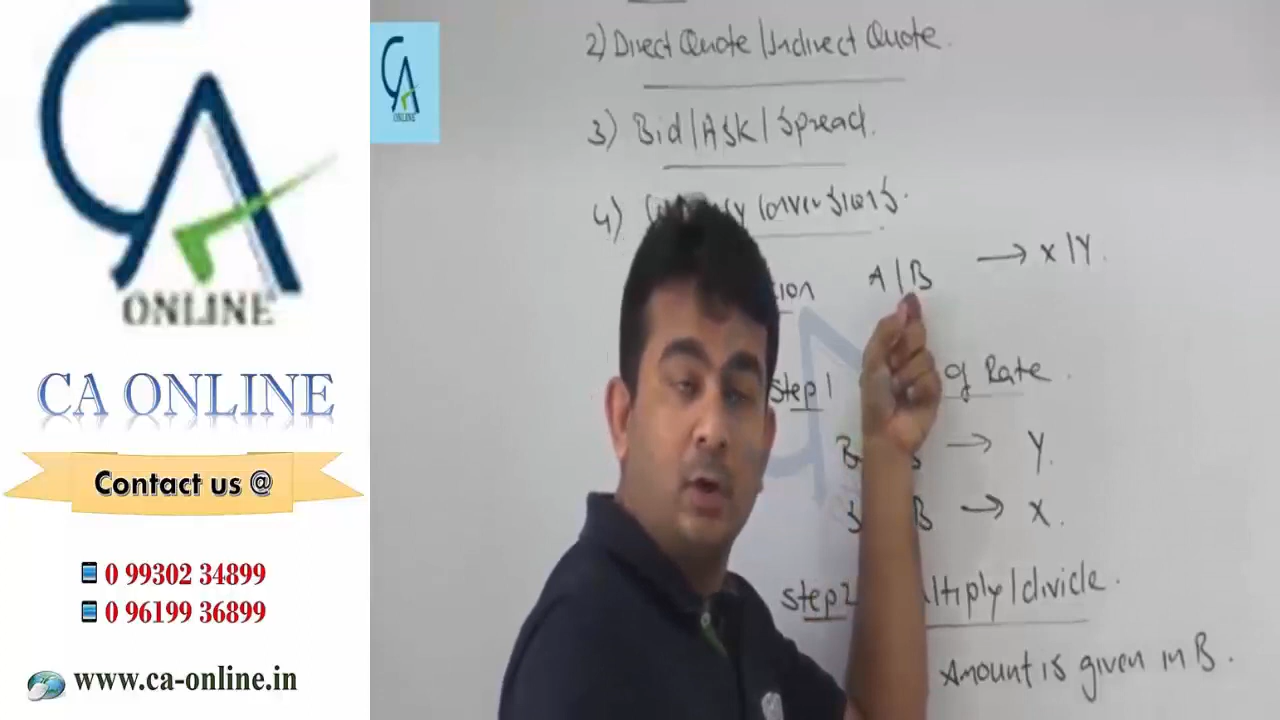 CA
ONLINE
CA ONLINE
Contact us @
0 99302 34899
0 96199 36899
www.ca-online.in
CA
ONLINE
2) Direct Quote / Indirect Quote.
3) Bid / Ask / Spread.
4) Conversions.
A / B → X / Y.
Step 1 of Rate.
→ Y.
B → X.
Step 2 divide.
Amount is given in B.